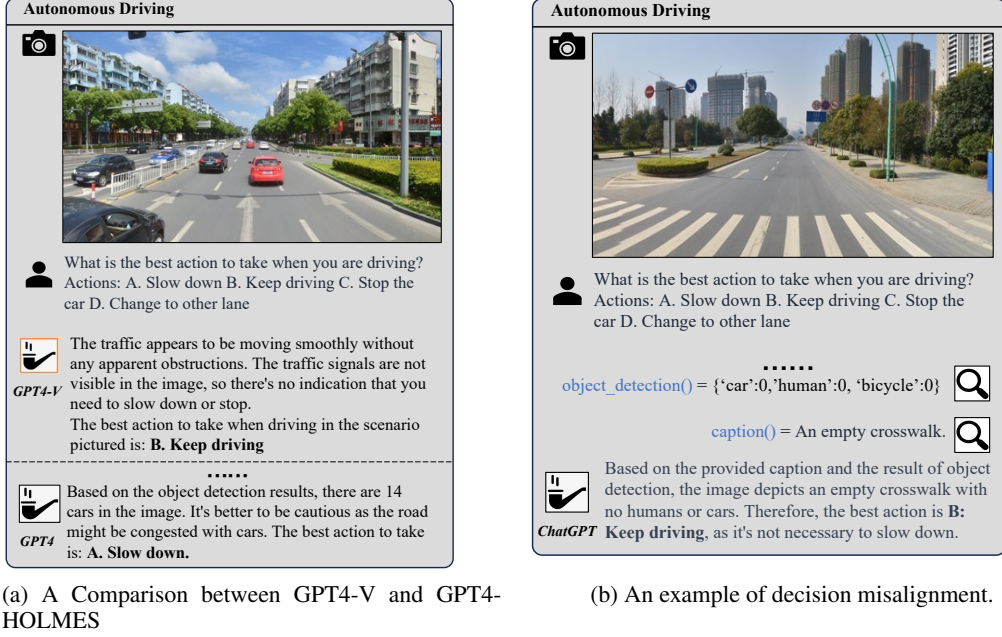 Autonomous Driving
What is the best action to take when you are driving?
Actions: A. Slow down B. Keep driving C. Stop the
car D. Change to other lane
The traffic appears to be moving smoothly without
any apparent obstructions. The traffic signals are not
visible in the image, so there's no indication that you
need to slow down or stop.
The best action to take when driving in the scenario
pictured is: B. Keep driving
GPT4-V
......
Based on the object detection results, there are 14
cars in the image. It's better to be cautious as the road
might be congested with cars. The best action to take
is: A. Slow down.
GPT4
(a) A Comparison between GPT4-V and GPT4-
HOLMES
Autonomous Driving
What is the best action to take when you are driving?
Actions: A. Slow down B. Keep driving C. Stop the
car D. Change to other lane
......
object_detection() = {‘car':0,'human':0, ‘bicycle':0}
caption() = An empty crosswalk.
Based on the provided caption and the result of object
detection, the image depicts an empty crosswalk with
no humans or cars. Therefore, the best action is B:
Keep driving, as it's not necessary to slow down.
ChatGPT
(b) An example of decision misalignment.